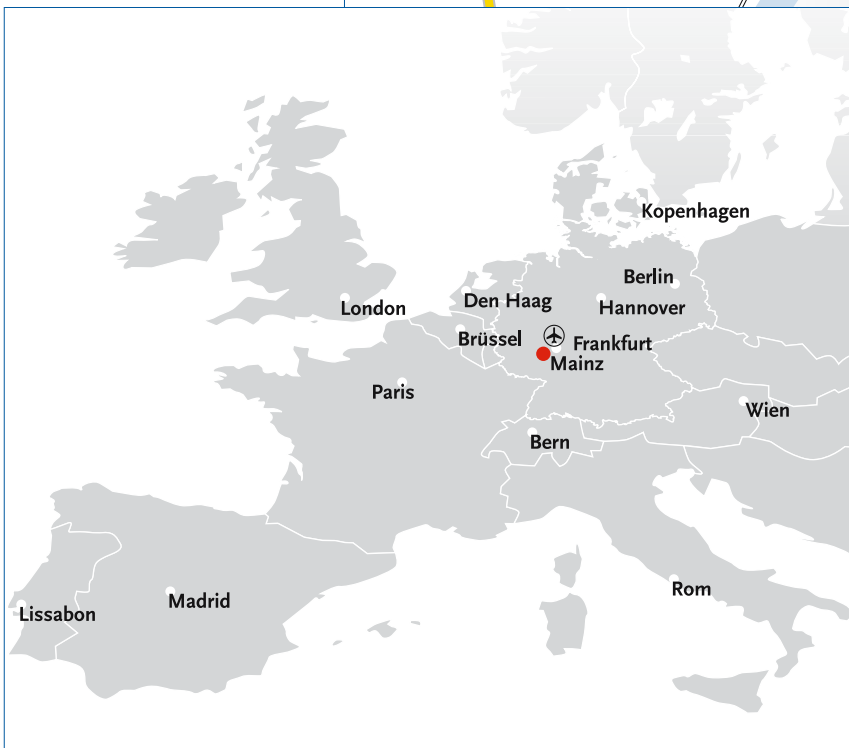 Kopenhagen
Berlin
Den Haag
Hannover
London
Brüssel
Frankfurt
Mainz
Paris
Wien
Bern
Rom
Madrid
Lissabon